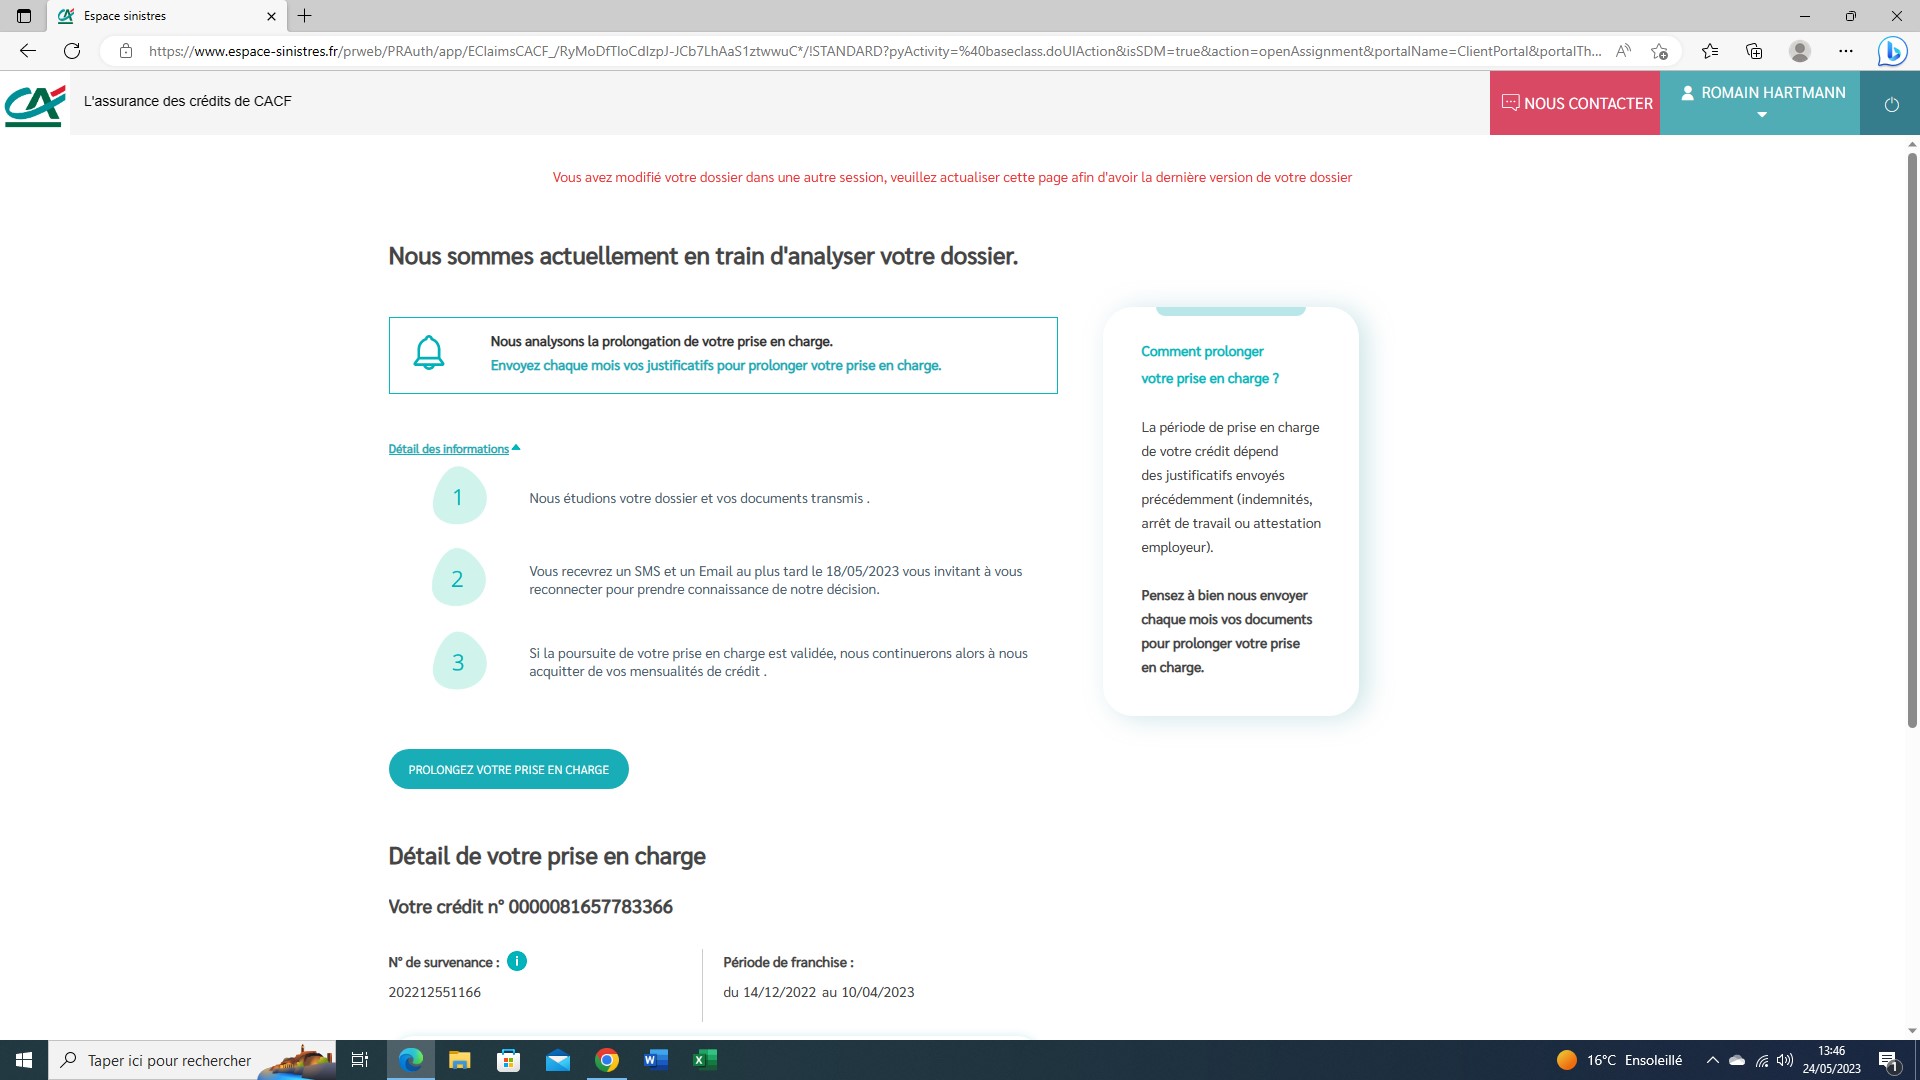 Espace sinistres
https://www.espace-sinistres.fr/prweb/PRAuth/app/EClaimsCACF_/RyMoDfTloCdIzpJ-JCb7LhAaS1ztwwuC*/!STANDARD?pyActivity=%40baseclass.doUIAction&isSDM=true&action=openAssignment&portalName=ClientPortal&portalTh...
L'assurance des crédits de CACF
NOUS CONTACTER
ROMAIN HARTMANN
Vous avez modifié votre dossier dans une autre session, veuillez actualiser cette page afin d'avoir la dernière version de votre dossier
Nous sommes actuellement en train d'analyser votre dossier.
Nous analysons la prolongation de votre prise en charge.
Envoyez chaque mois vos justificatifs pour prolonger votre prise en charge.
Détail des informations
1
Nous étudions votre dossier et vos documents transmis .
2
Vous recevrez un SMS et un Email au plus tard le 18/05/2023 vous invitant à vous
reconnecter pour prendre connaissance de notre décision.
3
Si la poursuite de votre prise en charge est validée, nous continuerons alors à nous
acquitter de vos mensualités de crédit .
PROLONGEZ VOTRE PRISE EN CHARGE
Comment prolonger
votre prise en charge ?
La période de prise en charge
de votre crédit dépend
des justificatifs envoyés
précédemment (indemnités,
arrêt de travail ou attestation
employeur).
Pensez à bien nous envoyer
chaque mois vos documents
pour prolonger votre prise
en charge.
Détail de votre prise en charge
Votre crédit n° 0000081657783366
N° de survenance :
202212551166
Période de franchise :
du 14/12/2022 au 10/04/2023
Taper ici pour rechercher
16°C Ensoleillé
13:46
24/05/2023
1